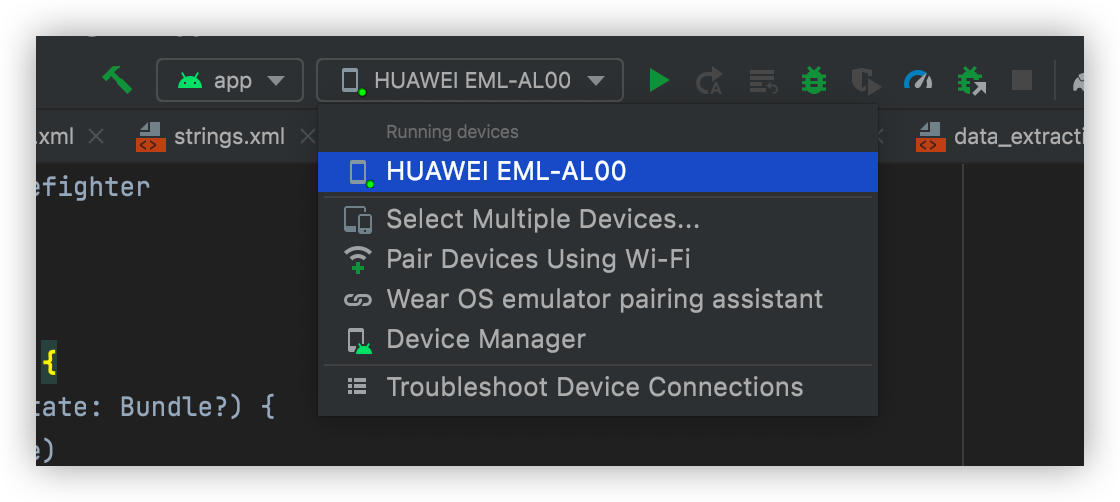 app
HUAWEI EML-AL00
.xml
strings.xml
data_extracti
Running devices
HUAWEI EML-AL00
efighter
Select Multiple Devices...
Pair Devices Using Wi-Fi
Wear OS emulator pairing assistant
Device Manager
{
tate: Bundle?) {
Troubleshoot Device Connections
e)